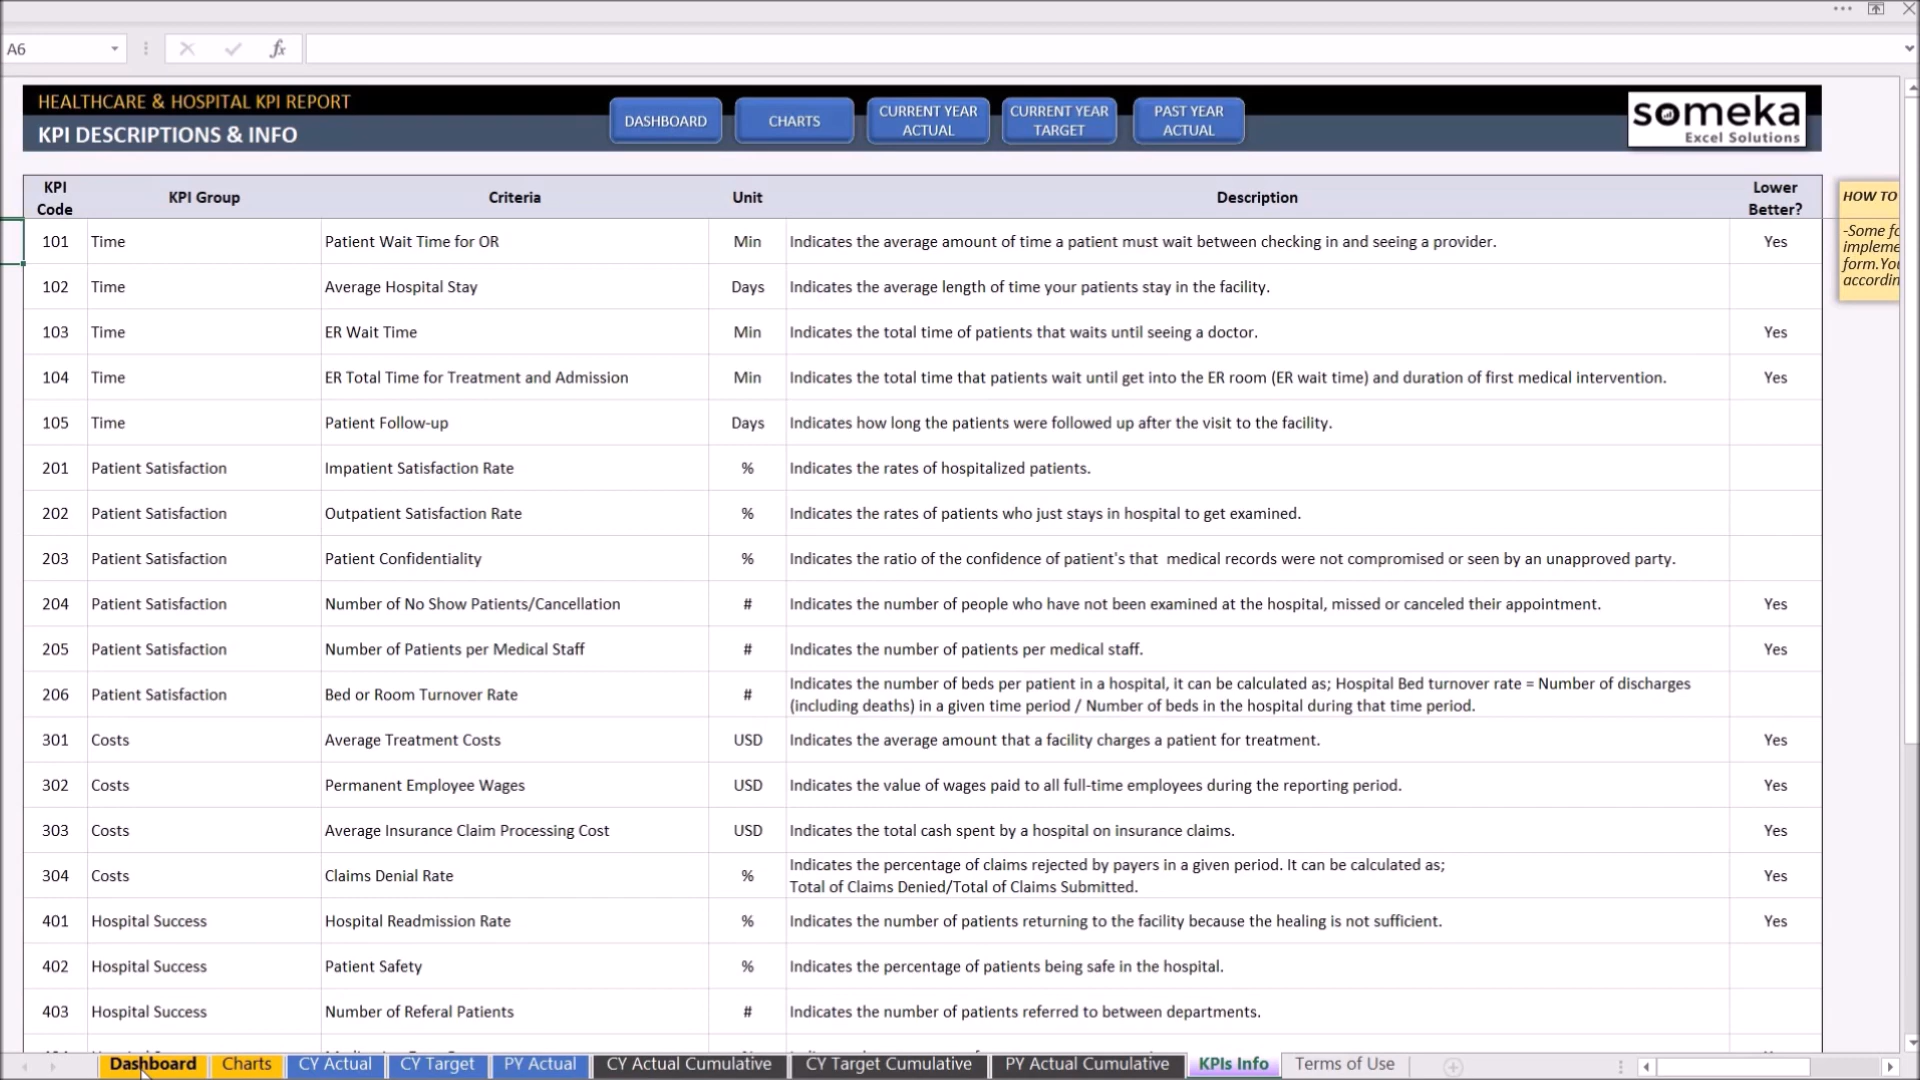 A6
fx
HEALTHCARE & HOSPITAL KPI REPORT
KPI DESCRIPTIONS & INFO
DASHBOARD
CHARTS
CURRENT YEAR
ACTUAL
CURRENT YEAR
TARGET
PAST YEAR
ACTUAL
someka
Excel Solutions
KPI
Code
KPI Group
Criteria
Unit
Description
Lower
Better?
HOW TO
-Some fo
impleme
form.You
accordin
101 Time Patient Wait Time for OR Min Indicates the average amount of time a patient must wait between checking in and seeing a provider. Yes
102 Time Average Hospital Stay Days Indicates the average length of time your patients stay in the facility.
103 Time ER Wait Time Min Indicates the total time of patients that waits until seeing a doctor. Yes
104 Time ER Total Time for Treatment and Admission Min Indicates the total time that patients wait until get into the ER room (ER wait time) and duration of first medical intervention. Yes
105 Time Patient Follow-up Days Indicates how long the patients were followed up after the visit to the facility.
201 Patient Satisfaction Impatient Satisfaction Rate % Indicates the rates of hospitalized patients.
202 Patient Satisfaction Outpatient Satisfaction Rate % Indicates the rates of patients who just stays in hospital to get examined.
203 Patient Satisfaction Patient Confidentiality % Indicates the ratio of the confidence of patient's that medical records were not compromised or seen by an unapproved party.
204 Patient Satisfaction Number of No Show Patients/Cancellation # Indicates the number of people who have not been examined at the hospital, missed or canceled their appointment. Yes
205 Patient Satisfaction Number of Patients per Medical Staff # Indicates the number of patients per medical staff. Yes
206 Patient Satisfaction Bed or Room Turnover Rate # Indicates the number of beds per patient in a hospital, it can be calculated as; Hospital Bed turnover rate = Number of discharges
(including deaths) in a given time period / Number of beds in the hospital during that time period.
301 Costs Average Treatment Costs USD Indicates the average amount that a facility charges a patient for treatment. Yes
302 Costs Permanent Employee Wages USD Indicates the value of wages paid to all full-time employees during the reporting period. Yes
303 Costs Average Insurance Claim Processing Cost USD Indicates the total cash spent by a hospital on insurance claims. Yes
304 Costs Claims Denial Rate % Indicates the percentage of claims rejected by payers in a given period. It can be calculated as;
Total of Claims Denied/Total of Claims Submitted. Yes
401 Hospital Success Hospital Readmission Rate % Indicates the number of patients returning to the facility because the healing is not sufficient. Yes
402 Hospital Success Patient Safety % Indicates the percentage of patients being safe in the hospital.
403 Hospital Success Number of Referal Patients # Indicates the number of patients referred to between departments.
Dashboard Charts CY Actual CY Target PY Actual CY Actual Cumulative CY Target Cumulative PY Actual Cumulative KPIs Info Terms of Use